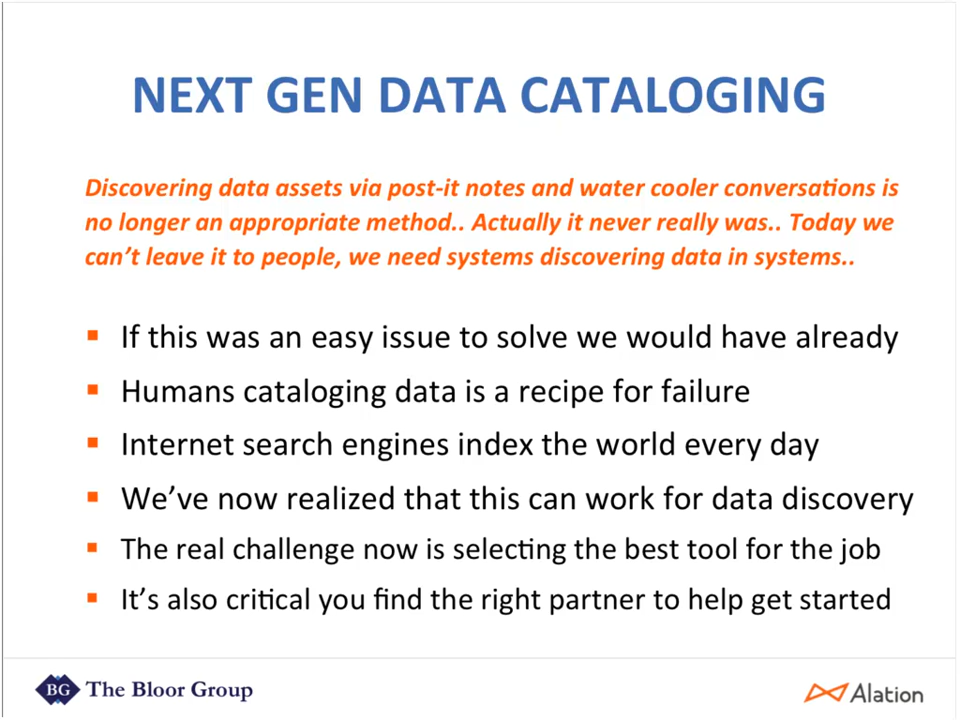 NEXT GEN DATA CATALOGING
Discovering data assets via post-it notes and water cooler conversations is
no longer an appropriate method.. Actually it never really was.. Today we
can’t leave it to people, we need systems discovering data in systems..
▪ If this was an easy issue to solve we would have already
▪ Humans cataloging data is a recipe for failure
▪ Internet search engines index the world every day
▪ We’ve now realized that this can work for data discovery
▪ The real challenge now is selecting the best tool for the job
▪ It’s also critical you find the right partner to help get started
BG The Bloor Group
Alation